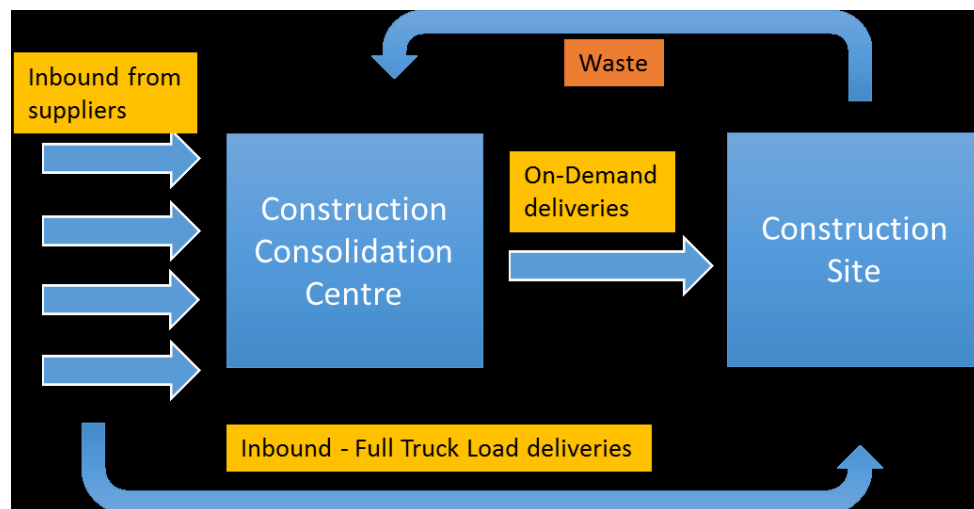 Waste
Inbound from
suppliers
On-Demand
deliveries
Construction
Consolidation
Centre
Construction
Site
Inbound - Full Truck Load deliveries